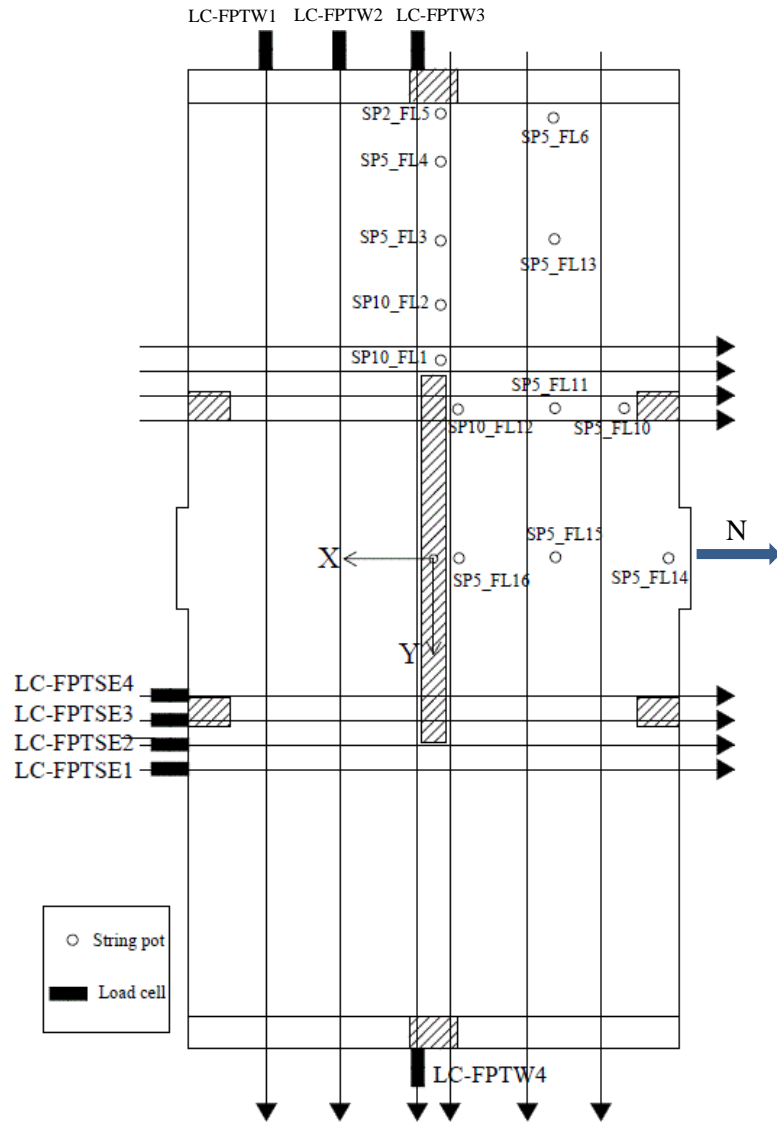 LC-FPTW1 LC-FPTW2 LC-FPTW3
SP2_FL5
SP5_FL6
SP5_FL4
SP5_FL3
SP5_FL13
SP10_FL2
SP10_FL1
SP5_FL11
SP10_FL12
SP5_FL10
N
SP5_FL15
X
SP5_FL16
SP5_FL14
Y
LC-FPTSE4
LC-FPTSE3
LC-FPTSE2
LC-FPTSE1
String pot
Load cell
LC-FPTW4